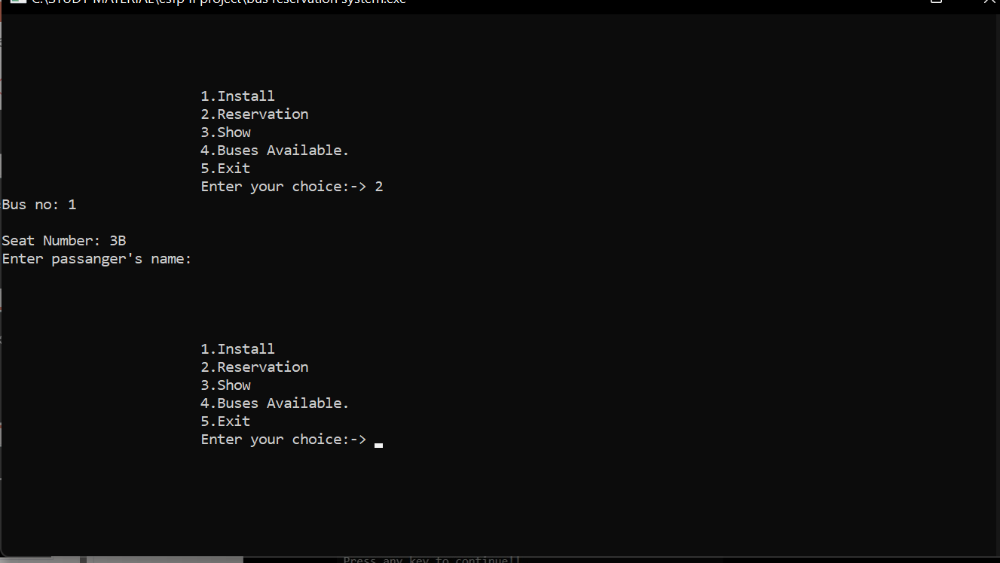 C:\STUDY MATERIAL\csfp-ii project\bus reservation system.exe
1.Install
2.Reservation
3.Show
4.Buses Available.
5.Exit
Enter your choice:-> 2
Bus no: 1
Seat Number: 3B
Enter passanger's name:
1.Install
2.Reservation
3.Show
4.Buses Available.
5.Exit
Enter your choice:->
Press any key to continue!!